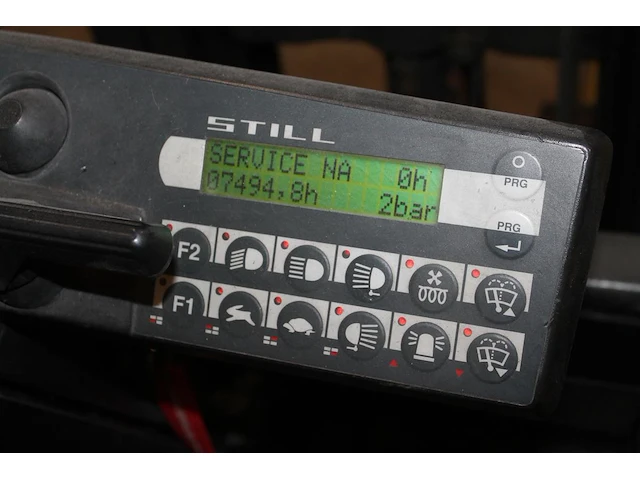 STILL
SERVICE NA 0h
07494,8h 2bar
PRG
PRG
F2
F1